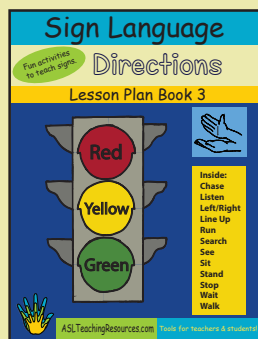 Sign Language
Fun activities
to teach signs.
Directions
Lesson Plan Book 3
Red
Yellow
Green
Inside:
Chase
Listen
Left/Right
Line Up
Run
Search
See
Sit
Stand
Stop
Wait
Walk
ASLTeachingResources.com
Tools for teachers & students!